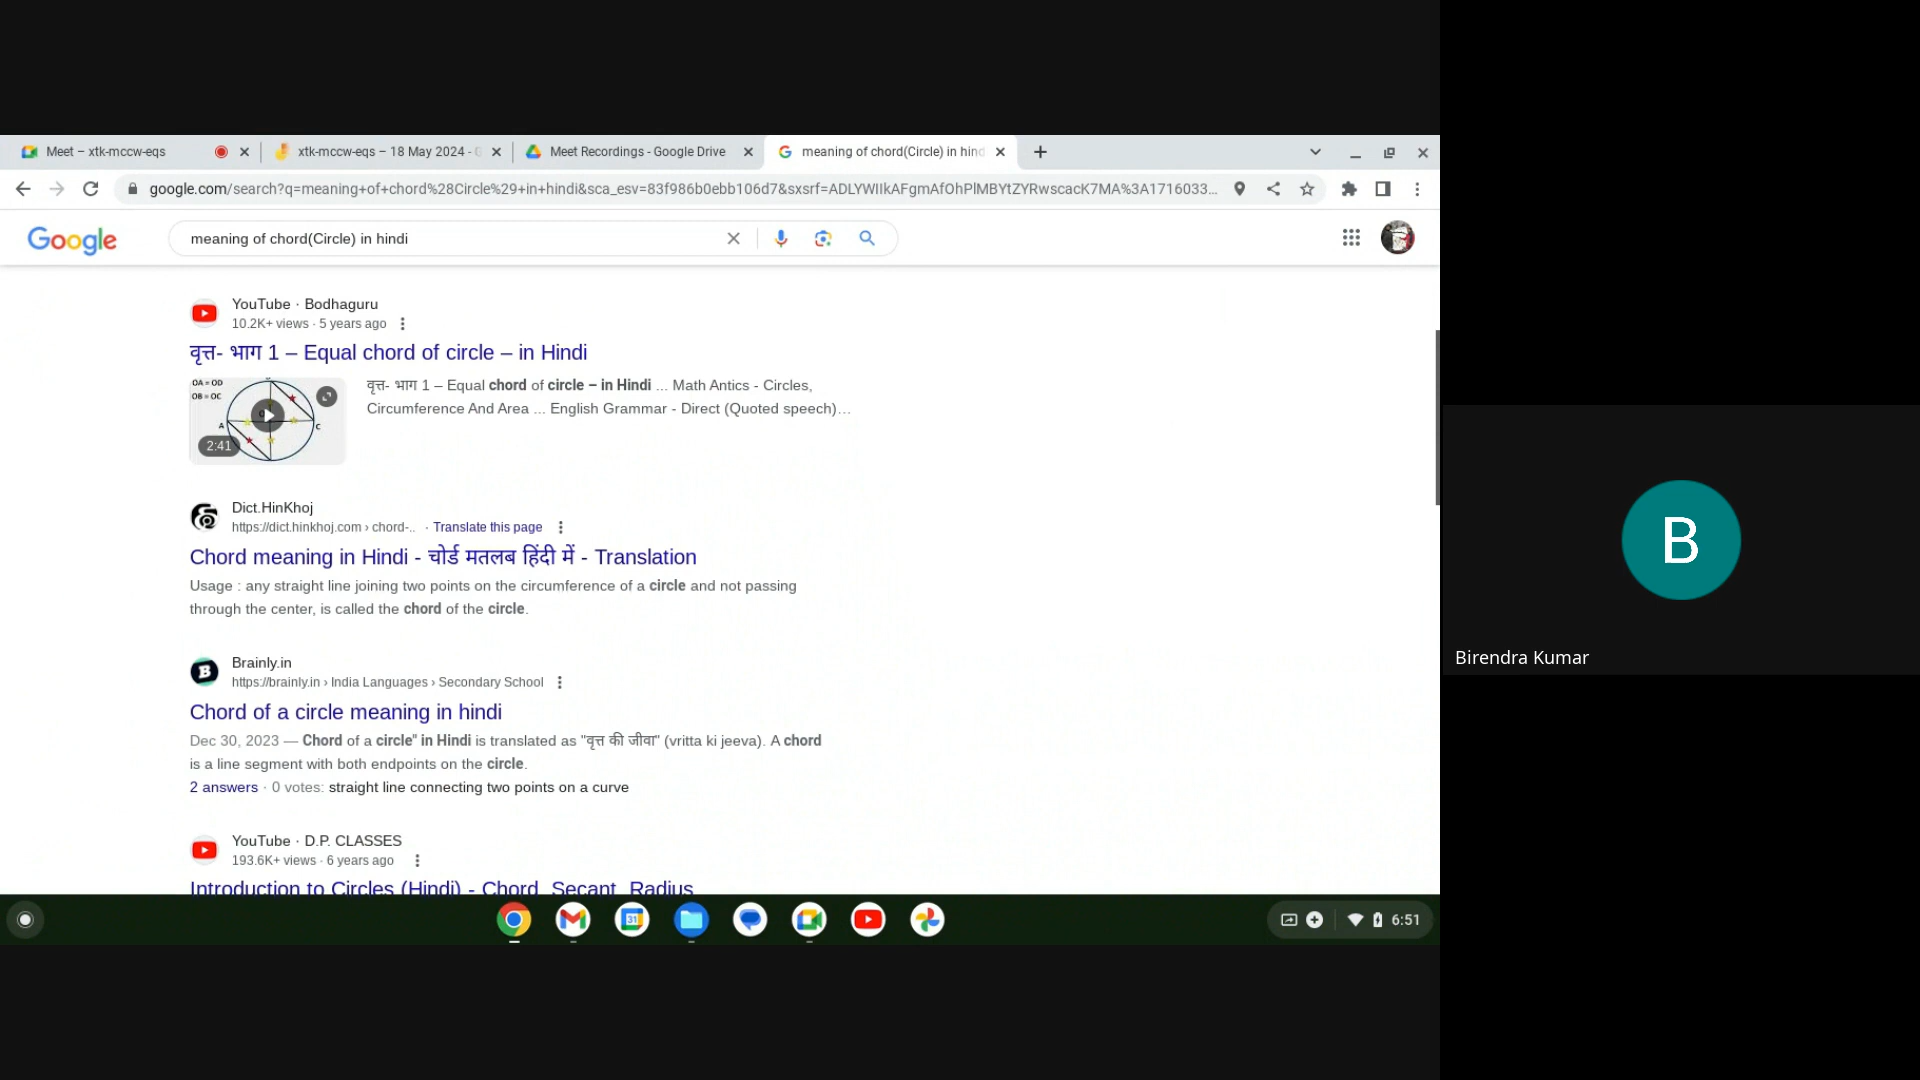 Meet – xtk-mccw-eqs
xtk-mccw-eqs – 18 May 2024 - G
Meet Recordings - Google Drive
meaning of chord(Circle) in hind
google.com/search?q=meaning+of+chord%28Circle%29+in+hindi&sca_esv=83f986b0ebb106d7&sxsrf=ADLYWIIkAFgmAfOhPlMBYtZYRwscacK7MA%3A1716033...
Google
meaning of chord(Circle) in hindi
YouTube · Bodhaguru
10.2K+ views · 5 years ago
वृत्त- भाग 1 – Equal chord of circle – in Hindi
OA = OD
OB = OC
A
C
2:41
वृत्त- भाग 1 – Equal chord of circle – in Hindi ... Math Antics - Circles,
Circumference And Area ... English Grammar - Direct (Quoted speech)...
Dict.HinKhoj
https://dict.hinkhoj.com › chord-.. · Translate this page
Chord meaning in Hindi - चोर्ड मतलब हिंदी में - Translation
Usage : any straight line joining two points on the circumference of a circle and not passing
through the center, is called the chord of the circle.
Brainly.in
https://brainly.in › India Languages › Secondary School
Chord of a circle meaning in hindi
Dec 30, 2023 — Chord of a circle" in Hindi is translated as "वृत्त की जीवा" (vritta ki jeeva). A chord
is a line segment with both endpoints on the circle.
2 answers · 0 votes: straight line connecting two points on a curve
YouTube · D.P. CLASSES
193.6K+ views · 6 years ago
Introduction to Circles (Hindi) - Chord, Secant, Radius
31
6:51
B
Birendra Kumar